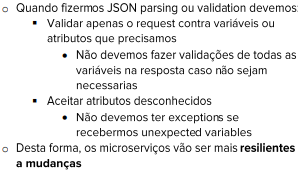 Quando fizermos JSON parsing ou validation devemos:
Validar apenas o request contra variáveis ou
atributos que precisamos
Não devemos fazer validações de todas as
variáveis na resposta caso não sejam
necessarias
Aceitar atributos desconhecidos
Não devemos ter exceptions se
recebermos unexpected variables
Desta forma, os microserviços vão ser mais resilientes
a mudanças